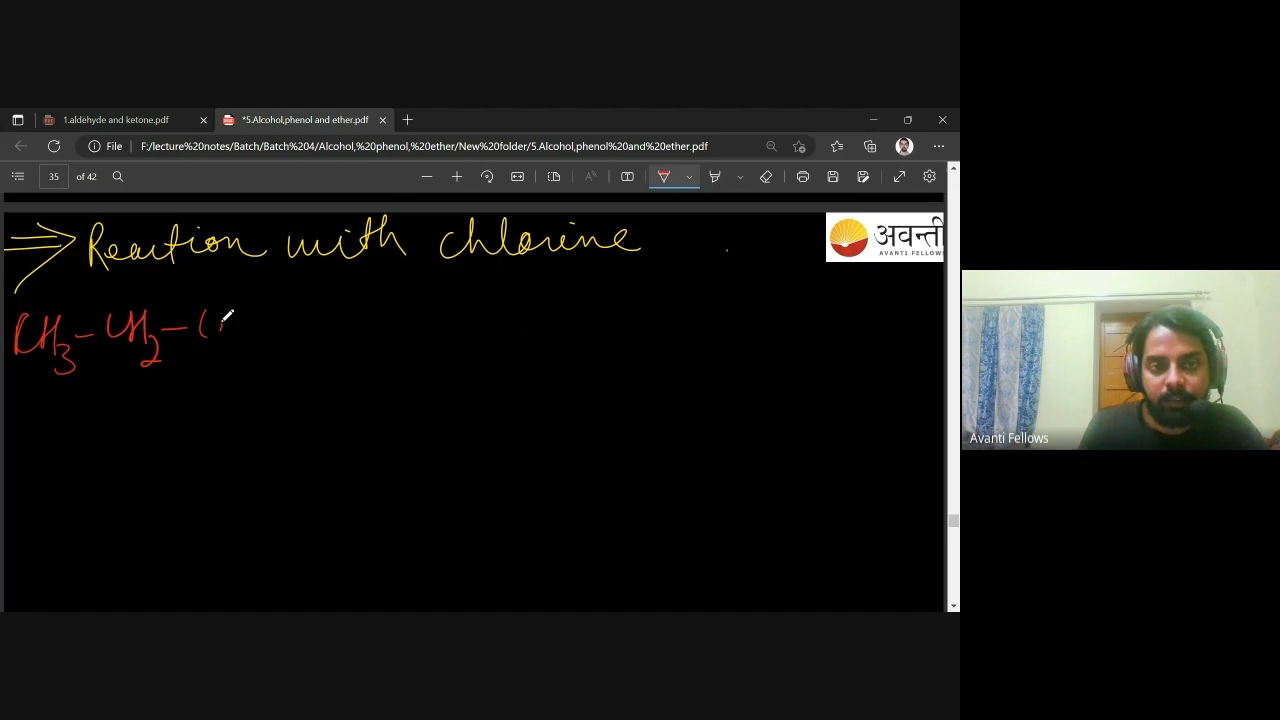 1.aldehyde and ketone.pdf
*5.Alcohol,phenol and ether.pdf
File
F:/lecture%20notes/Batch/Batch%204/Alcohol,%20phenol,%20ether/New%20folder/5.Alcohol,phenol%20and%20ether.pdf
35 of 42
⇒ Reaction with chlorine
अवन्ती
AVANTI FELLOWS
CH3 - CH2 -
Avanti Fellows